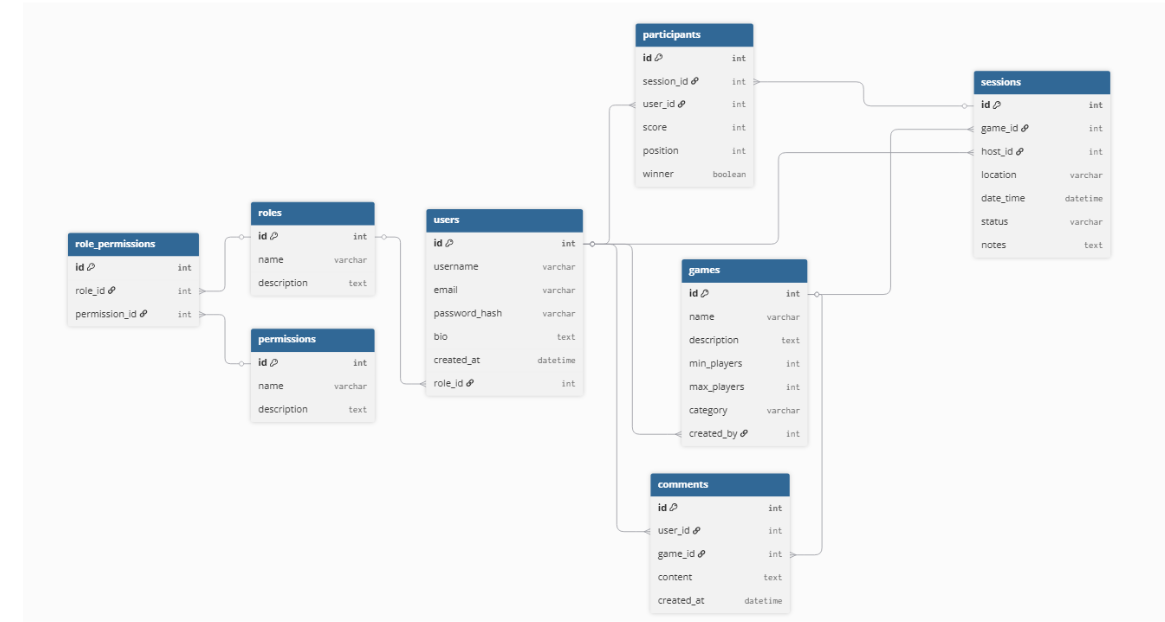 participants
id int
session_id int
user_id int
score int
position int
winner boolean
sessions
id int
game_id int
host_id int
location varchar
date_time datetime
status varchar
notes text
role_permissions
id int
role_id int
permission_id int
roles
id int
name varchar
description text
permissions
id int
name varchar
description text
users
id int
username varchar
email varchar
password_hash varchar
bio text
created_at datetime
role_id int
games
id int
name varchar
description text
min_players int
max_players int
category varchar
created_by int
comments
id int
user_id int
game_id int
content text
created_at datetime